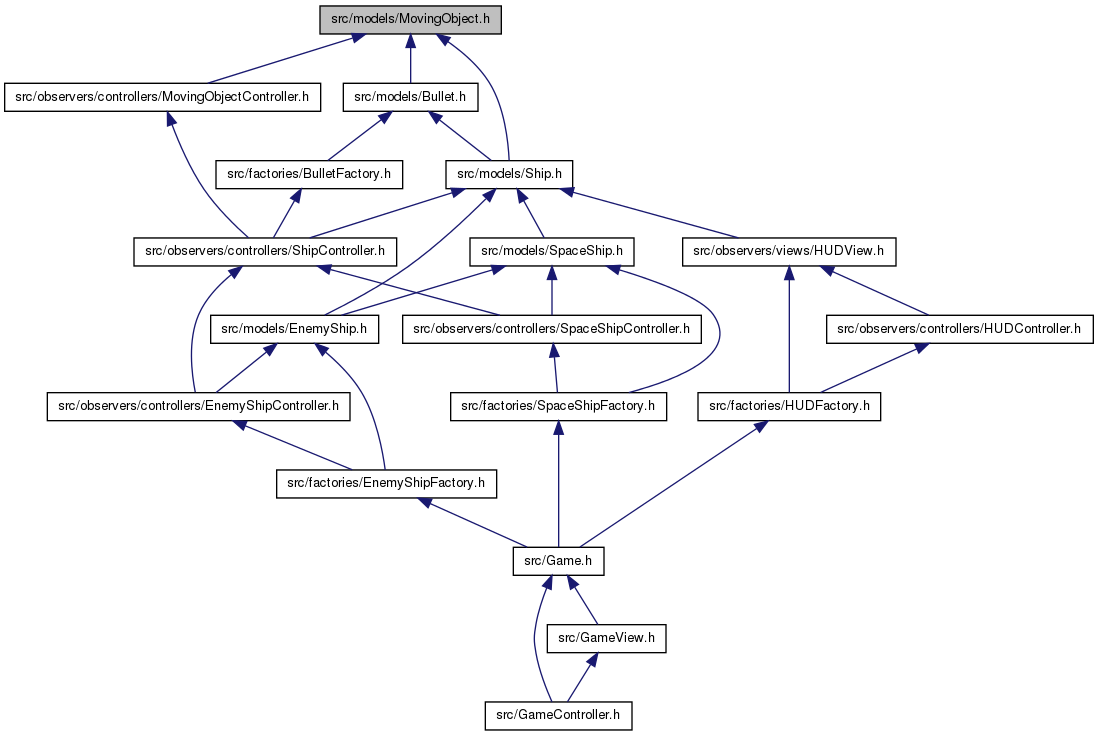 src/models/MovingObject.h
src/observers/controllers/MovingObjectController.h
src/models/Bullet.h
src/factories/BulletFactory.h
src/models/Ship.h
src/observers/controllers/ShipController.h
src/models/SpaceShip.h
src/observers/views/HUDView.h
src/models/EnemyShip.h
src/observers/controllers/SpaceShipController.h
src/observers/controllers/HUDController.h
src/observers/controllers/EnemyShipController.h
src/factories/SpaceShipFactory.h
src/factories/HUDFactory.h
src/factories/EnemyShipFactory.h
src/Game.h
src/GameView.h
src/GameController.h